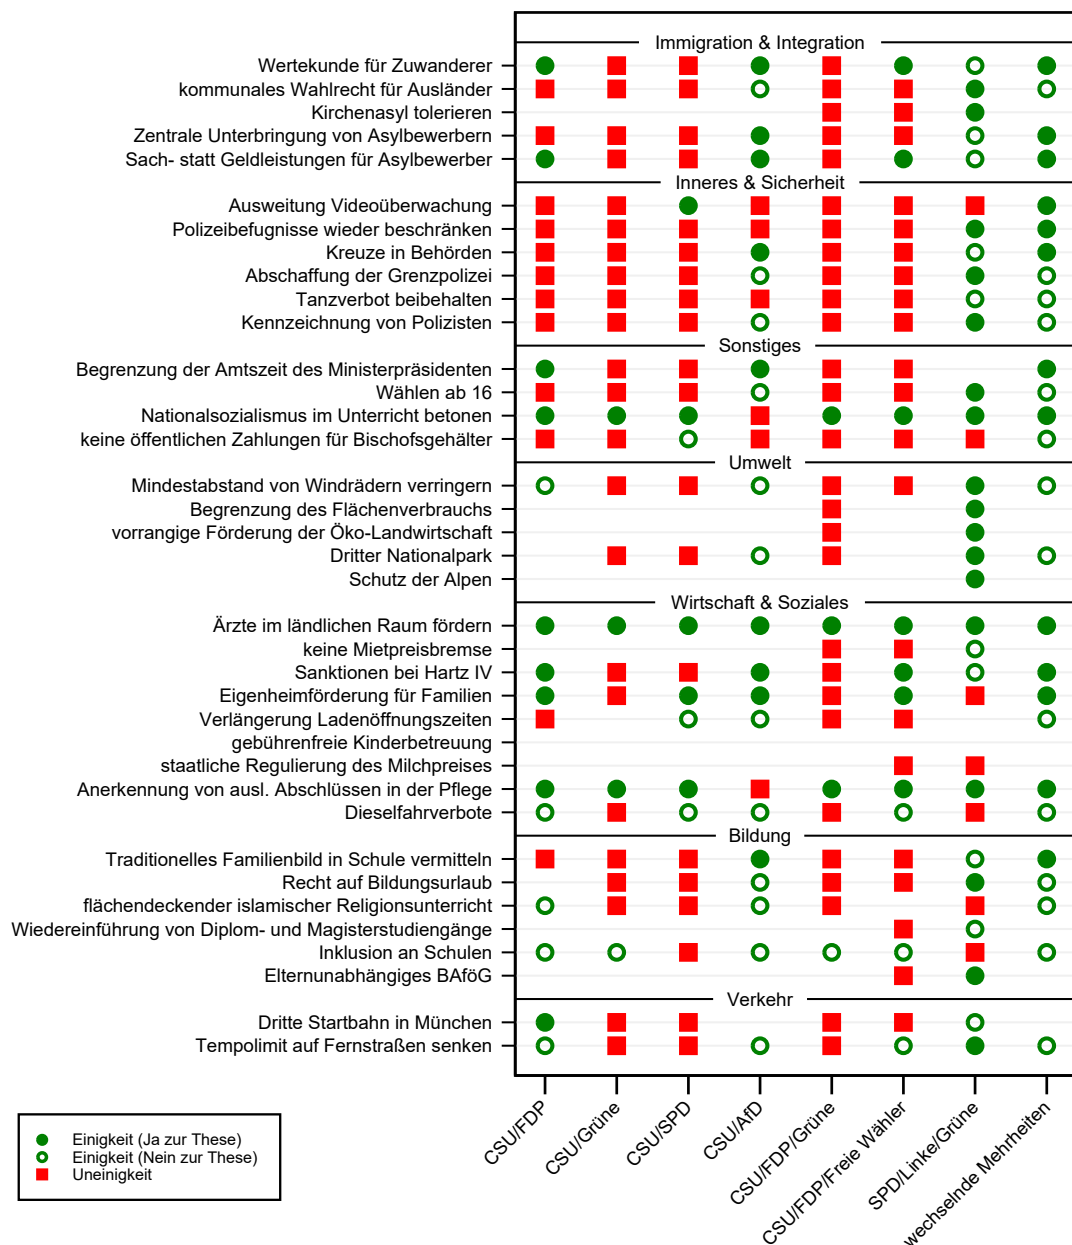 Immigration & Integration
Wertekunde für Zuwanderer
kommunales Wahlrecht für Ausländer
Kirchenasyl tolerieren
Zentrale Unterbringung von Asylbewerbern
Sach- statt Geldleistungen für Asylbewerber
Inneres & Sicherheit
Ausweitung Videoüberwachung
Polizeibefugnisse wieder beschränken
Kreuze in Behörden
Abschaffung der Grenzpolizei
Tanzverbot beibehalten
Kennzeichnung von Polizisten
Sonstiges
Begrenzung der Amtszeit des Ministerpräsidenten
Wählen ab 16
Nationalsozialismus im Unterricht betonen
keine öffentlichen Zahlungen für Bischofsgehälter
Umwelt
Mindestabstand von Windrädern verringern
Begrenzung des Flächenverbrauchs
vorrangige Förderung der Öko-Landwirtschaft
Dritter Nationalpark
Schutz der Alpen
Wirtschaft & Soziales
Ärzte im ländlichen Raum fördern
keine Mietpreisbremse
Sanktionen bei Hartz IV
Eigenheimförderung für Familien
Verlängerung Ladenöffnungszeiten
gebührenfreie Kinderbetreuung
staatliche Regulierung des Milchpreises
Anerkennung von ausl. Abschlüssen in der Pflege
Dieselfahrverbote
Bildung
Traditionelles Familienbild in Schule vermitteln
Recht auf Bildungsurlaub
flächendeckender islamischer Religionsunterricht
Wiedereinführung von Diplom- und Magisterstudiengänge
Inklusion an Schulen
Elternunabhängiges BAföG
Verkehr
Dritte Startbahn in München
Tempolimit auf Fernstraßen senken
CSU/FDP
CSU/Grüne
CSU/SPD
CSU/AfD
CSU/FDP/Grüne
CSU/FDP/Freie Wähler
SPD/Linke/Grüne
wechselnde Mehrheiten
Einigkeit (Ja zur These)
Einigkeit (Nein zur These)
Uneinigkeit